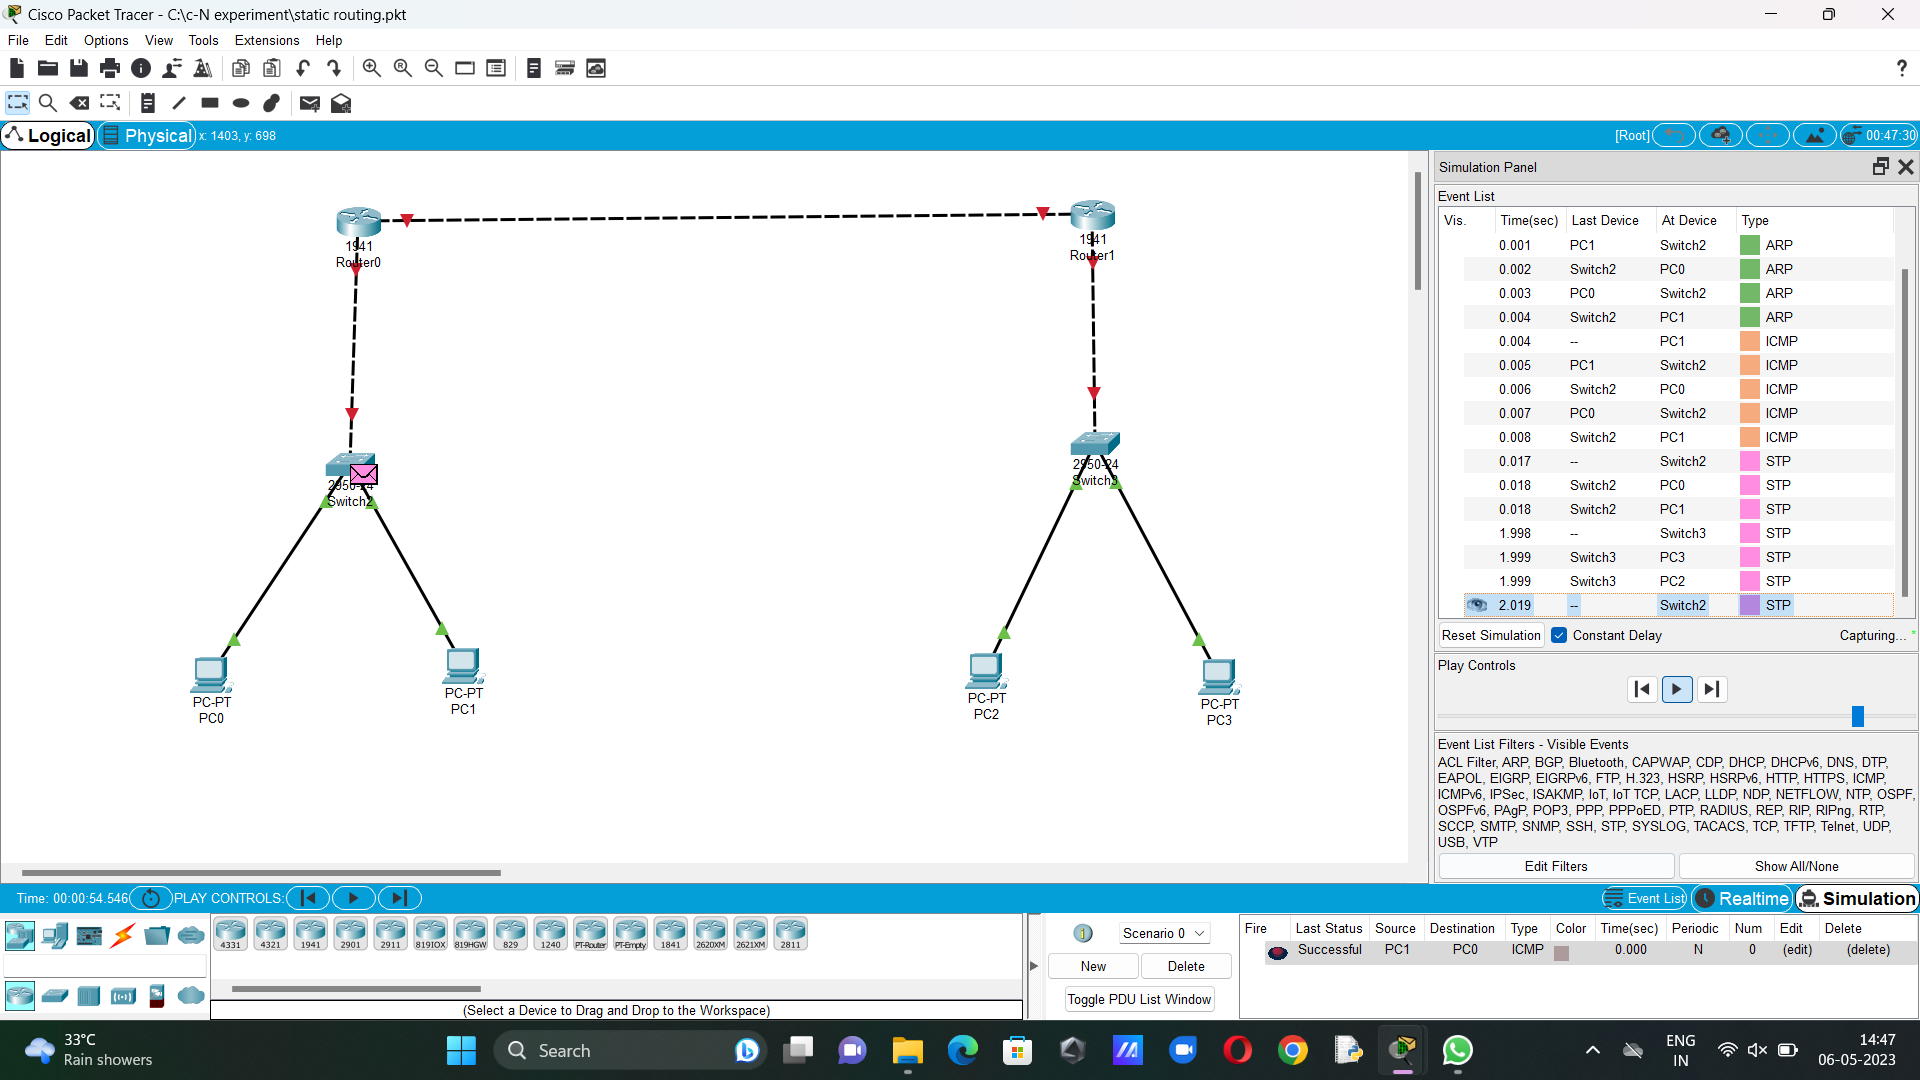 Cisco Packet Tracer - C:\c-N experiment\static routing.pkt
File Edit Options View Tools Extensions Help
?
Logical Physical x: 1403, y: 698
[Root] 00:47:30
1941
Router0
1941
Router1
2950-24
Switch2
2950-24
Switch3
PC-PT
PC0
PC-PT
PC1
PC-PT
PC2
PC-PT
PC3
Simulation Panel
Event List
Vis. Time(sec) Last Device At Device Type
0.001 PC1 Switch2 ARP
0.002 Switch2 PC0 ARP
0.003 PC0 Switch2 ARP
0.004 Switch2 PC1 ARP
0.004 -- PC1 ICMP
0.005 PC1 Switch2 ICMP
0.006 Switch2 PC0 ICMP
0.007 PC0 Switch2 ICMP
0.008 Switch2 PC1 ICMP
0.017 -- Switch2 STP
0.018 Switch2 PC0 STP
0.018 Switch2 PC1 STP
1.998 -- Switch3 STP
1.999 Switch3 PC3 STP
1.999 Switch3 PC2 STP
2.019 -- Switch2 STP
Reset Simulation Constant Delay Capturing...
Play Controls
Event List Filters - Visible Events
ACL Filter, ARP, BGP, Bluetooth, CAPWAP, CDP, DHCP, DHCPv6, DNS, DTP,
EAPOL, EIGRP, EIGRPv6, FTP, H.323, HSRP, HSRPv6, HTTP, HTTPS, ICMP,
ICMPv6, IPSec, ISAKMP, IoT, IoT TCP, LACP, LLDP, NDP, NETFLOW, NTP, OSPF,
OSPFv6, PAgP, POP3, PPP, PPPoED, PTP, RADIUS, REP, RIP, RIPng, RTP,
SCCP, SMTP, SNMP, SSH, STP, SYSLOG, TACACS, TCP, TFTP, Telnet, UDP,
USB, VTP
Edit Filters Show All/None
Time: 00:00:54.546 PLAY CONTROLS: Event List Realtime Simulation
4331 4321 1941 2901 2911 819IOX 819HGW 829 1240 PT-Router PT-Empty 1841 2620XM 2621XM 2811
(Select a Device to Drag and Drop to the Workspace)
1 Scenario 0
New Delete
Toggle PDU List Window
Fire Last Status Source Destination Type Color Time(sec) Periodic Num Edit Delete
Successful PC1 PC0 ICMP 0.000 N 0 (edit) (delete)
33°C
Rain showers
Search
ENG
IN
14:47
06-05-2023